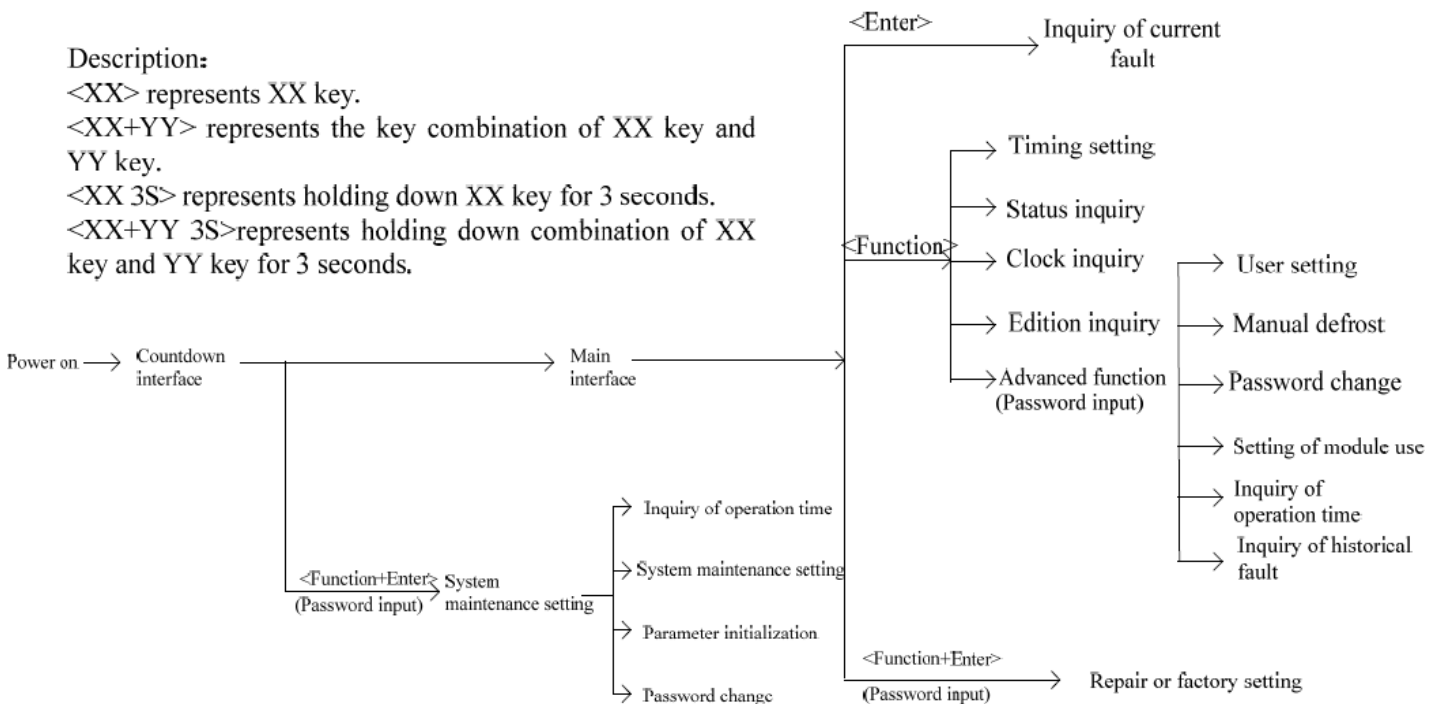 Description:
<XX> represents XX key.
<XX+YY> represents the key combination of XX key and
YY key.
<XX 3S> represents holding down XX key for 3 seconds.
<XX+YY 3S>represents holding down combination of XX
key and YY key for 3 seconds.
Power on
Countdown
interface
Main
interface
<Enter>
Inquiry of current
fault
<Function>
Timing setting
Status inquiry
Clock inquiry
Edition inquiry
Advanced function
(Password input)
User setting
Manual defrost
Password change
Setting of module use
Inquiry of
operation time
Inquiry of historical
fault
<Function+Enter>
(Password input)
System
maintenance setting
Inquiry of operation time
System maintenance setting
Parameter initialization
Password change
<Function+Enter>
(Password input)
Repair or factory setting